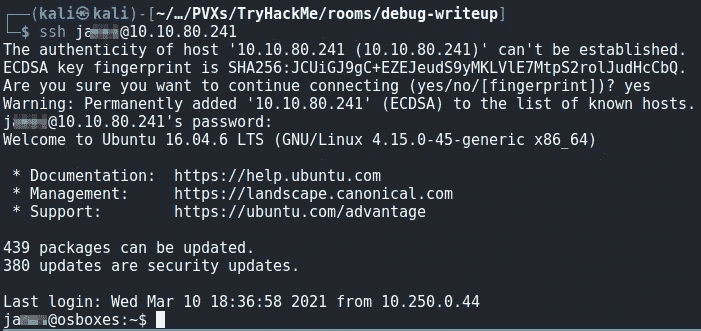 (kali㉿kali)-[~/…/PVXs/TryHackMe/rooms/debug-writeup]
$ ssh ja@10.10.80.241
The authenticity of host '10.10.80.241 (10.10.80.241)' can't be established.
ECDSA key fingerprint is SHA256:JCUiGJ9gC+EZEJeudS9yMKLVlE7MtpS2rolJudHcCbQ.
Are you sure you want to continue connecting (yes/no/[fingerprint])? yes
Warning: Permanently added '10.10.80.241' (ECDSA) to the list of known hosts.
ja@10.10.80.241's password:
Welcome to Ubuntu 16.04.6 LTS (GNU/Linux 4.15.0-45-generic x86_64)
* Documentation:  https://help.ubuntu.com
* Management:     https://landscape.canonical.com
* Support:        https://ubuntu.com/advantage
439 packages can be updated.
380 updates are security updates.
Last login: Wed Mar 10 18:36:58 2021 from 10.250.0.44
ja@osboxes:~$